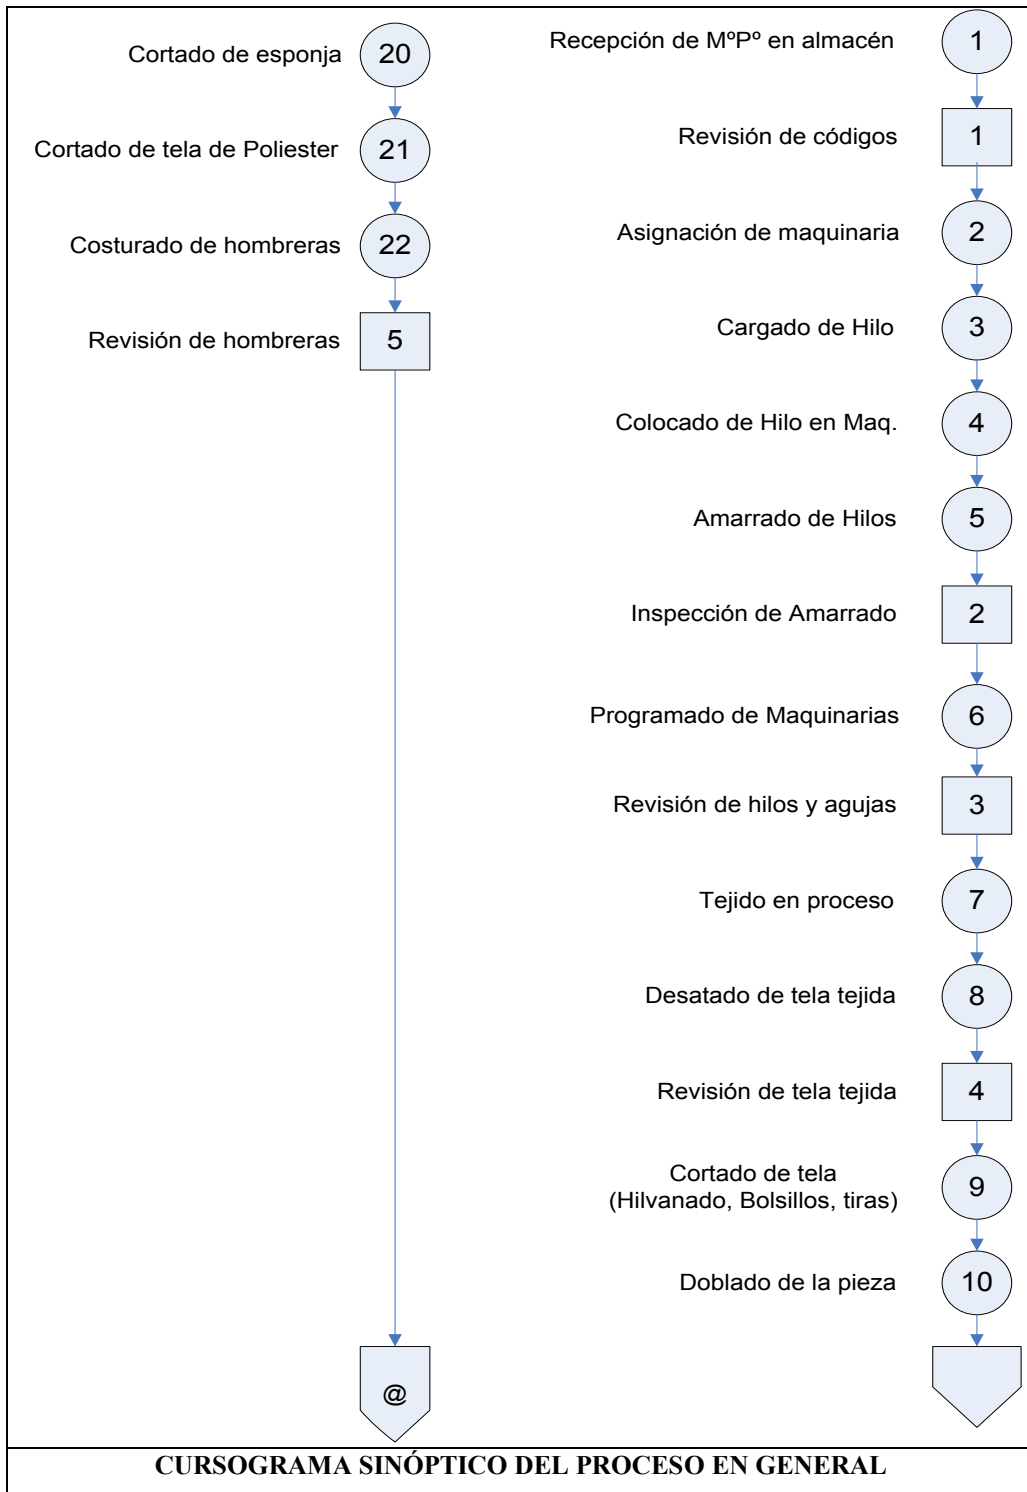 Cortado de esponja
20
Cortado de tela de Poliester
21
Costurado de hombreras
22
Revisión de hombreras
5
@
Recepción de MºPº en almacén
1
Revisión de códigos
1
Asignación de maquinaria
2
Cargado de Hilo
3
Colocado de Hilo en Maq.
4
Amarrado de Hilos
5
Inspección de Amarrado
2
Programado de Maquinarias
6
Revisión de hilos y agujas
3
Tejido en proceso
7
Desatado de tela tejida
8
Revisión de tela tejida
4
Cortado de tela
(Hilvanado, Bolsillos, tiras)
9
Doblado de la pieza
10
CURSOGRAMA SINÓPTICO DEL PROCESO EN GENERAL